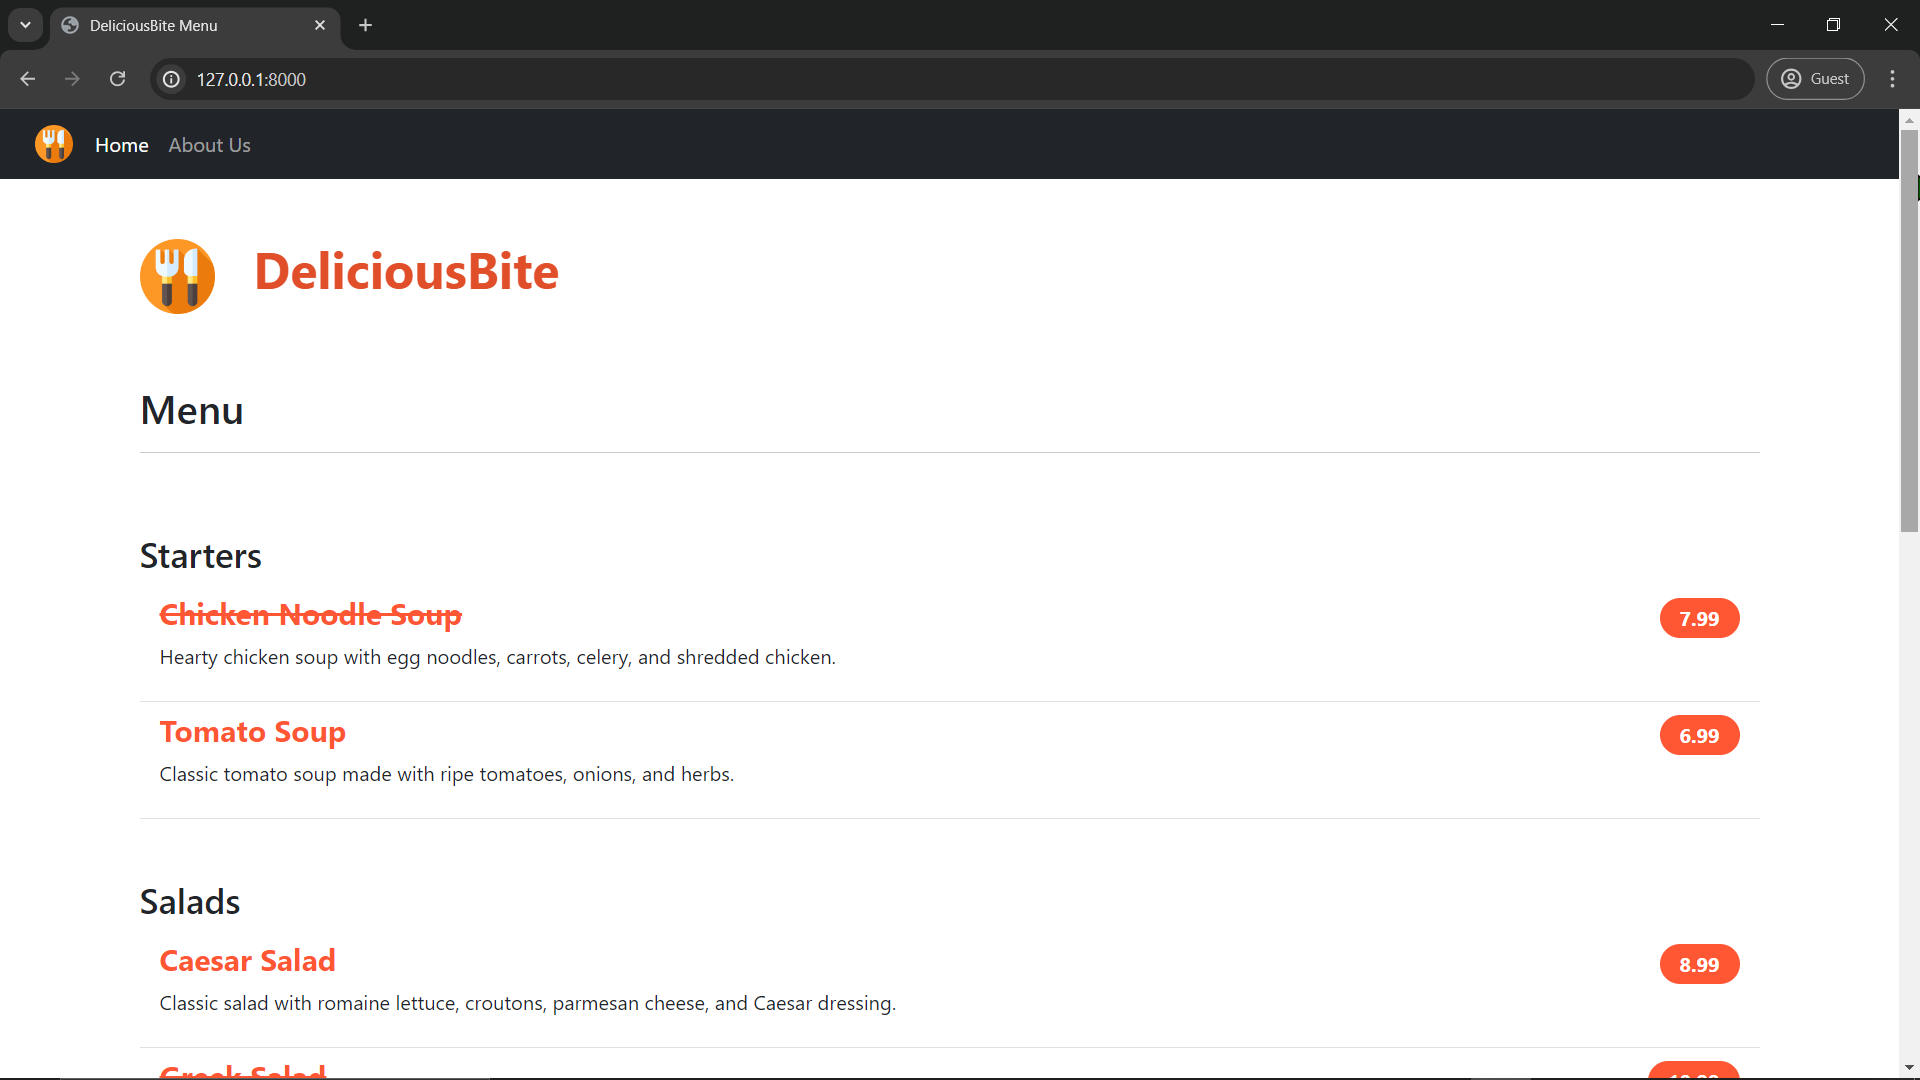 DeliciousBite Menu
127.0.0.1:8000
Guest
Home About Us
DeliciousBite
Menu
Starters
Chicken Noodle Soup 7.99
Hearty chicken soup with egg noodles, carrots, celery, and shredded chicken.
Tomato Soup 6.99
Classic tomato soup made with ripe tomatoes, onions, and herbs.
Salads
Caesar Salad 8.99
Classic salad with romaine lettuce, croutons, parmesan cheese, and Caesar dressing.
Greek Salad